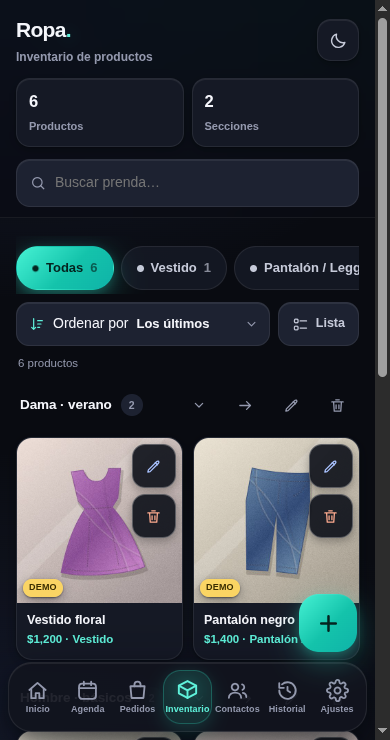 Ropa.
Inventario de productos
6
Productos
2
Secciones
Buscar prenda…
Todas 6
Vestido 1
Pantalón / Legg
Ordenar por Los últimos
Lista
6 productos
Dama · verano 2
DEMO
DEMO
Vestido floral
$1,200 · Vestido
Pantalón negro
$1,400 · Pantalón
Inicio
Agenda
Pedidos
Inventario
Contactos
Historial
Ajustes